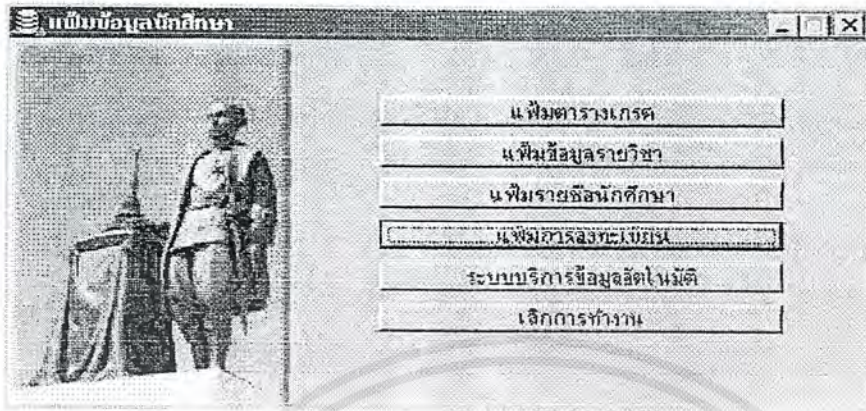 แฟ้มข้อมูลนักศึกษา
แฟ้มตารางเกรด
แฟ้มข้อมูลรายวิชา
แฟ้มรายชื่อนักศึกษา
แฟ้มการลงทะเบียน
ระบบบริการข้อมูลอัตโนมัติ
เลิกการทำงาน